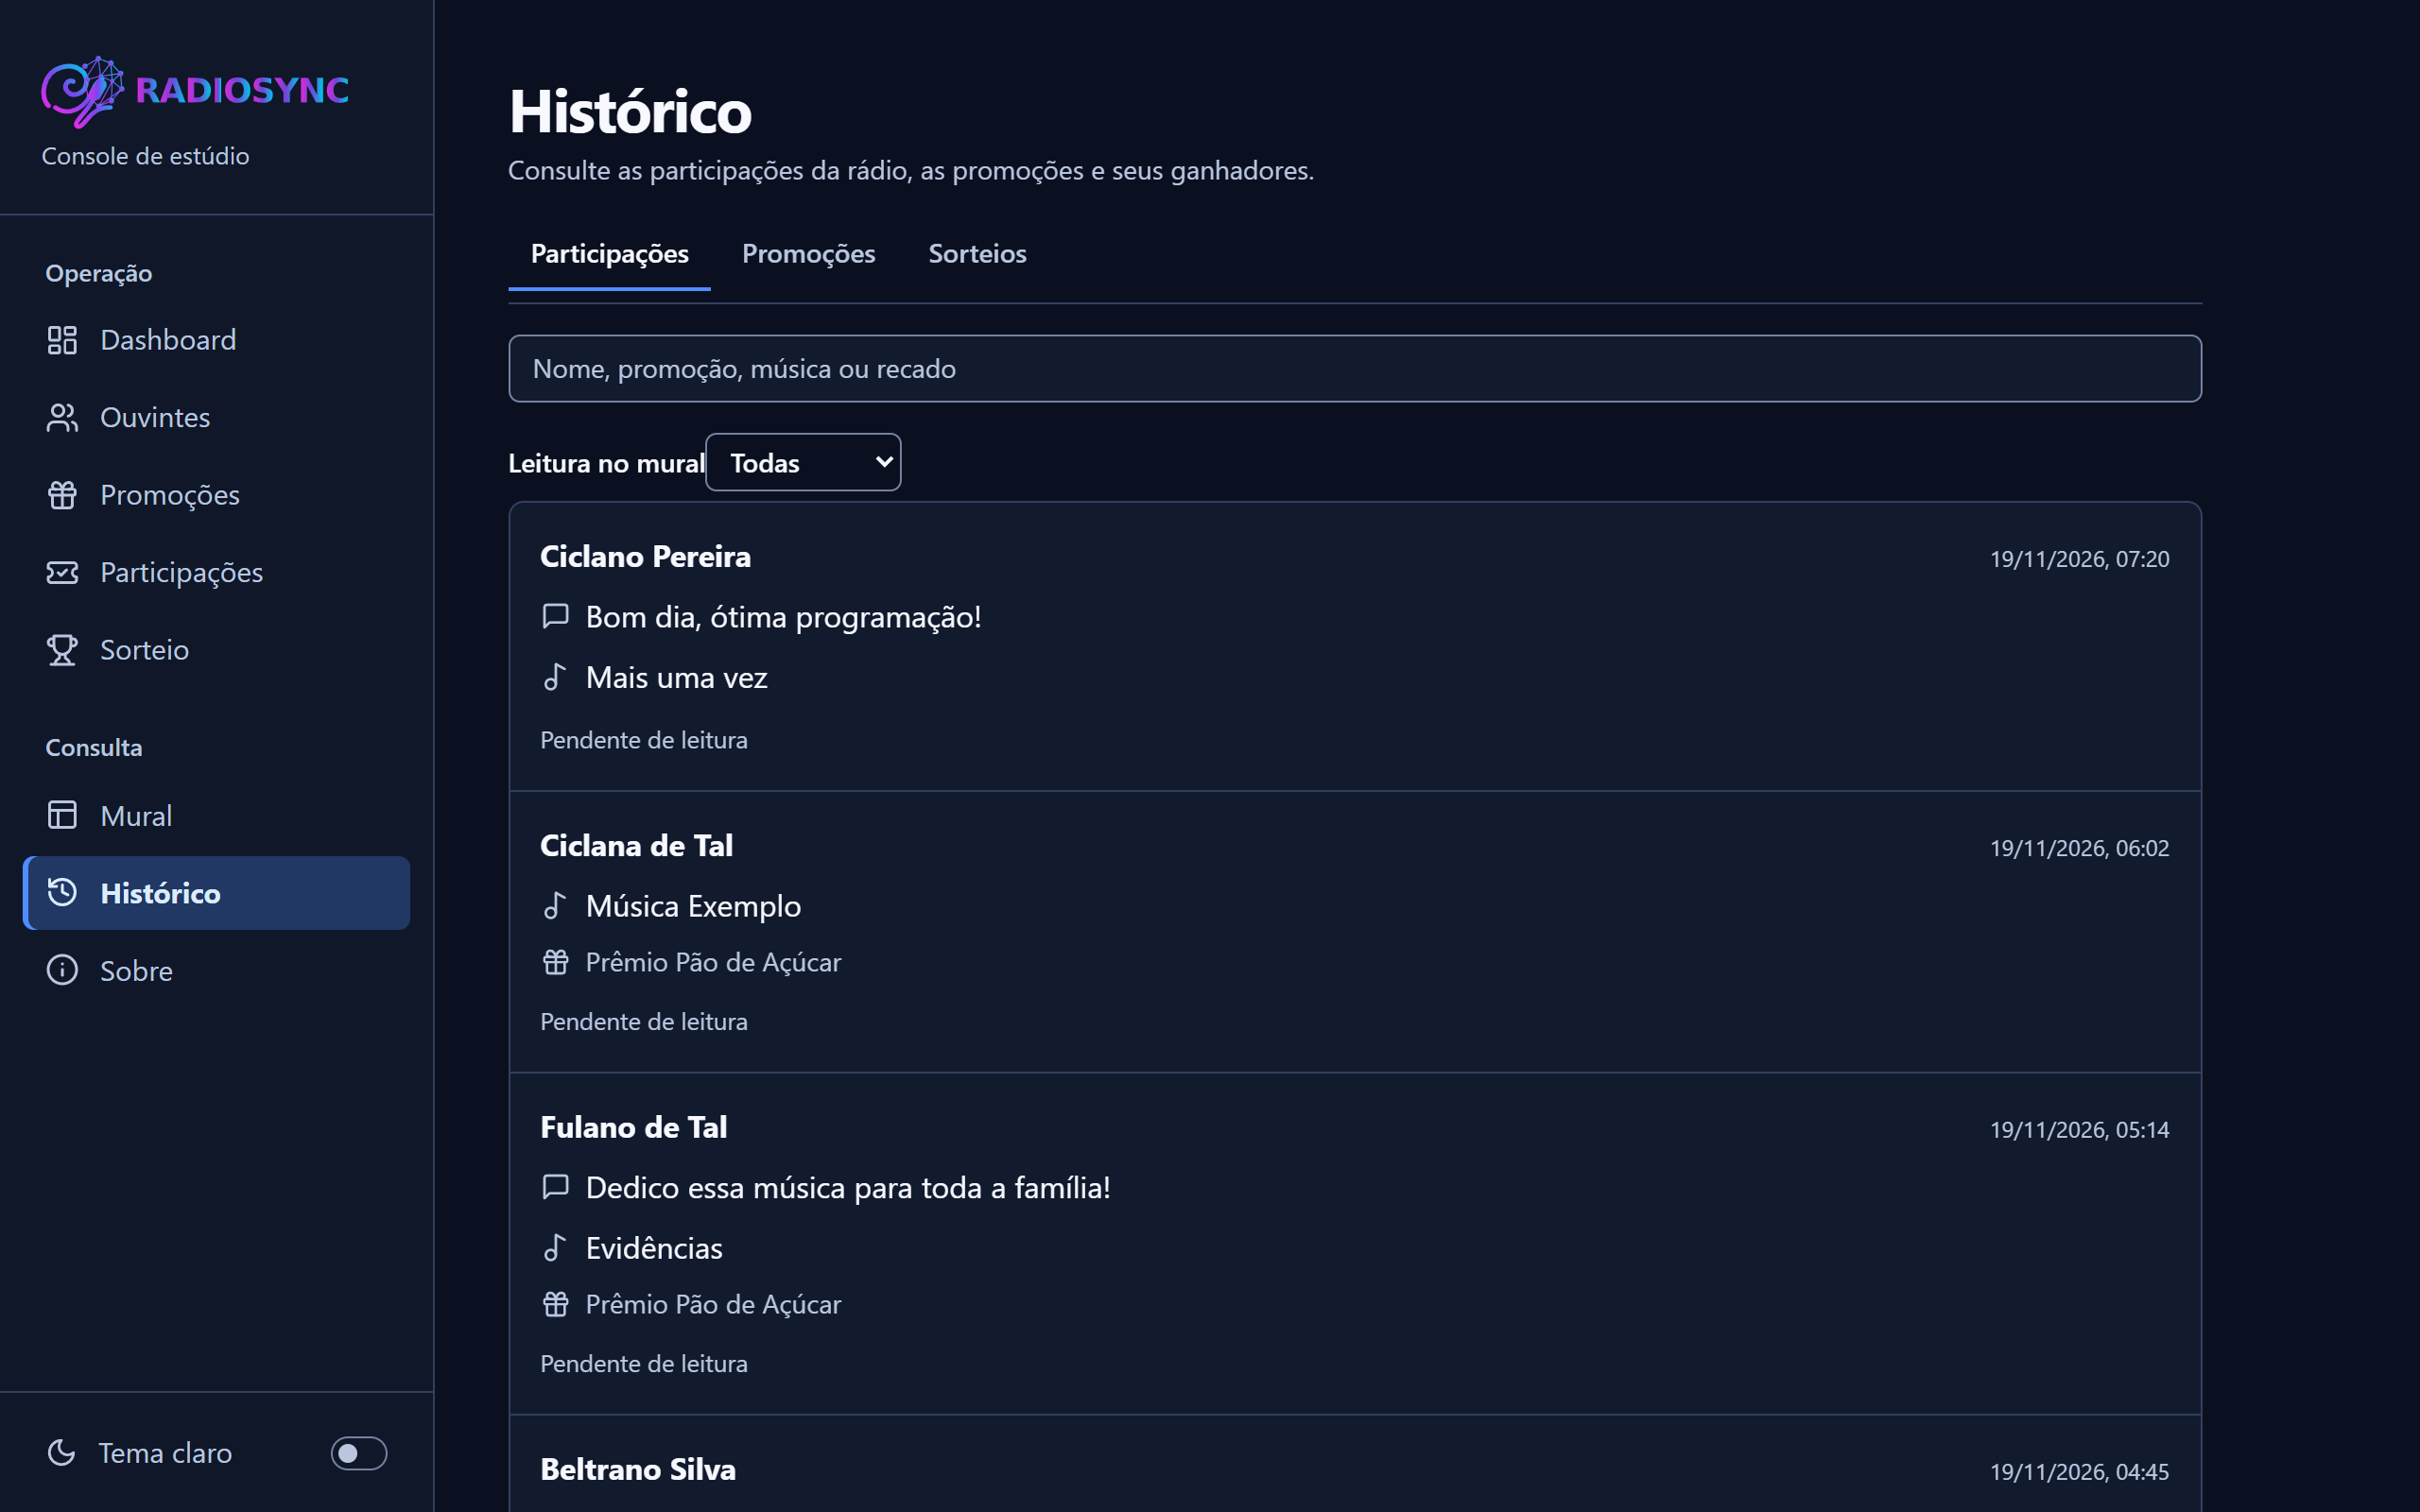 RADIOSYNC
Console de estúdio
Operação
Dashboard
Ouvintes
Promoções
Participações
Sorteio
Consulta
Mural
Histórico
Sobre
Tema claro
Histórico
Consulte as participações da rádio, as promoções e seus ganhadores.
Participações Promoções Sorteios
Nome, promoção, música ou recado
Leitura no mural Todas
Ciclano Pereira 19/11/2026, 07:20
Bom dia, ótima programação!
Mais uma vez
Pendente de leitura
Ciclana de Tal 19/11/2026, 06:02
Música Exemplo
Prêmio Pão de Açúcar
Pendente de leitura
Fulano de Tal 19/11/2026, 05:14
Dedico essa música para toda a família!
Evidências
Prêmio Pão de Açúcar
Pendente de leitura
Beltrano Silva 19/11/2026, 04:45